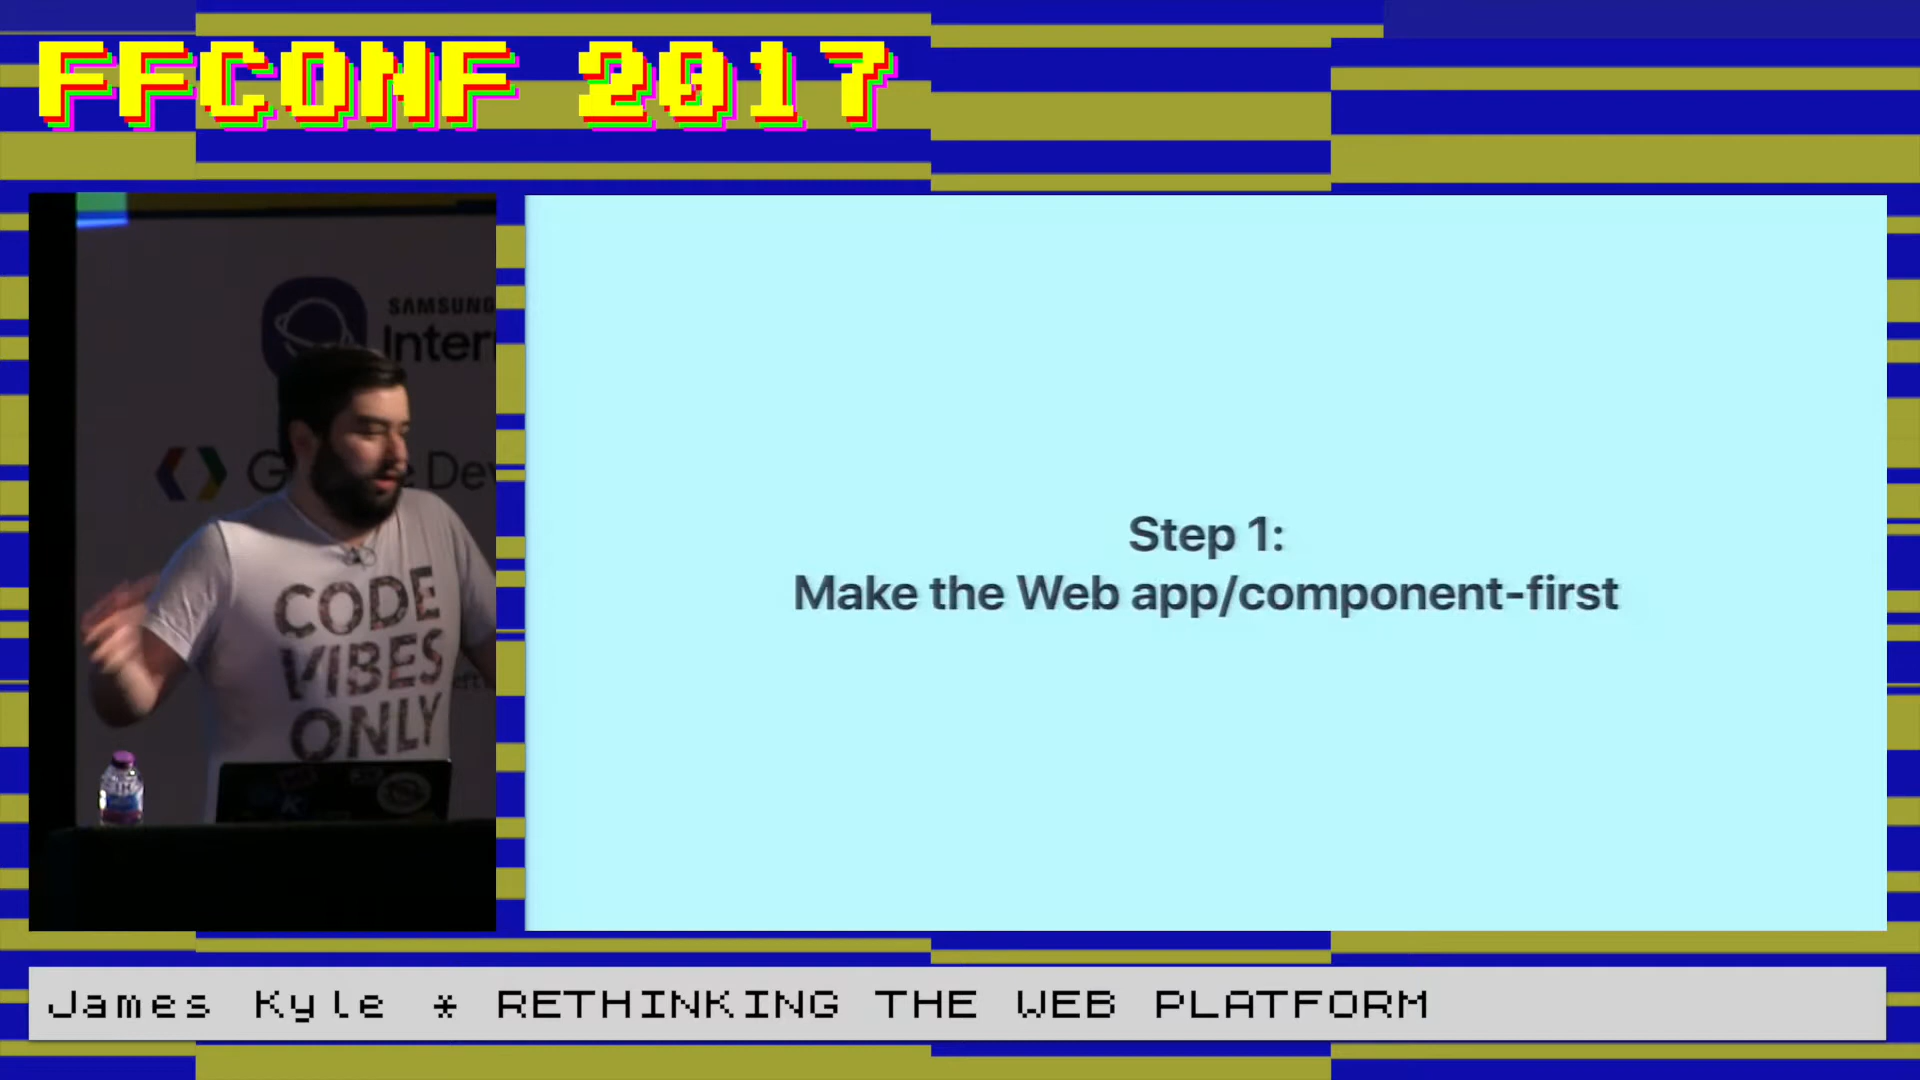 FFCONF 2017
SAMSUNG
Inter
G e Dev
CODE
VIBES
ONLY
Step 1:
Make the Web app/component-first
James Kyle * RETHINKING THE WEB PLATFORM